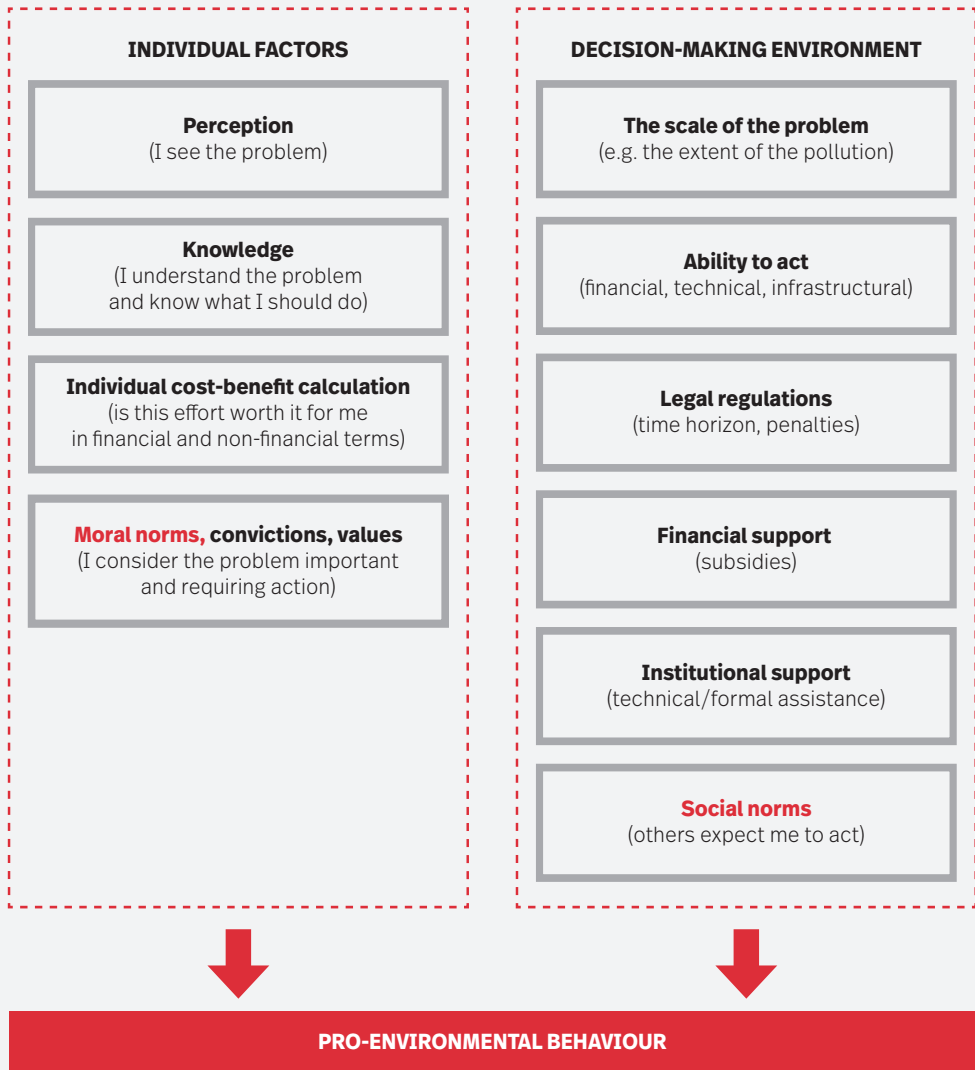 INDIVIDUAL FACTORS
Perception
(I see the problem)
Knowledge
(I understand the problem
and know what I should do)
Individual cost-benefit calculation
(is this effort worth it for me
in financial and non-financial terms)
Moral norms, convictions, values
(I consider the problem important
and requiring action)
DECISION-MAKING ENVIRONMENT
The scale of the problem
(e.g. the extent of the pollution)
Ability to act
(financial, technical, infrastructural)
Legal regulations
(time horizon, penalties)
Financial support
(subsidies)
Institutional support
(technical/formal assistance)
Social norms
(others expect me to act)
PRO-ENVIRONMENTAL BEHAVIOUR